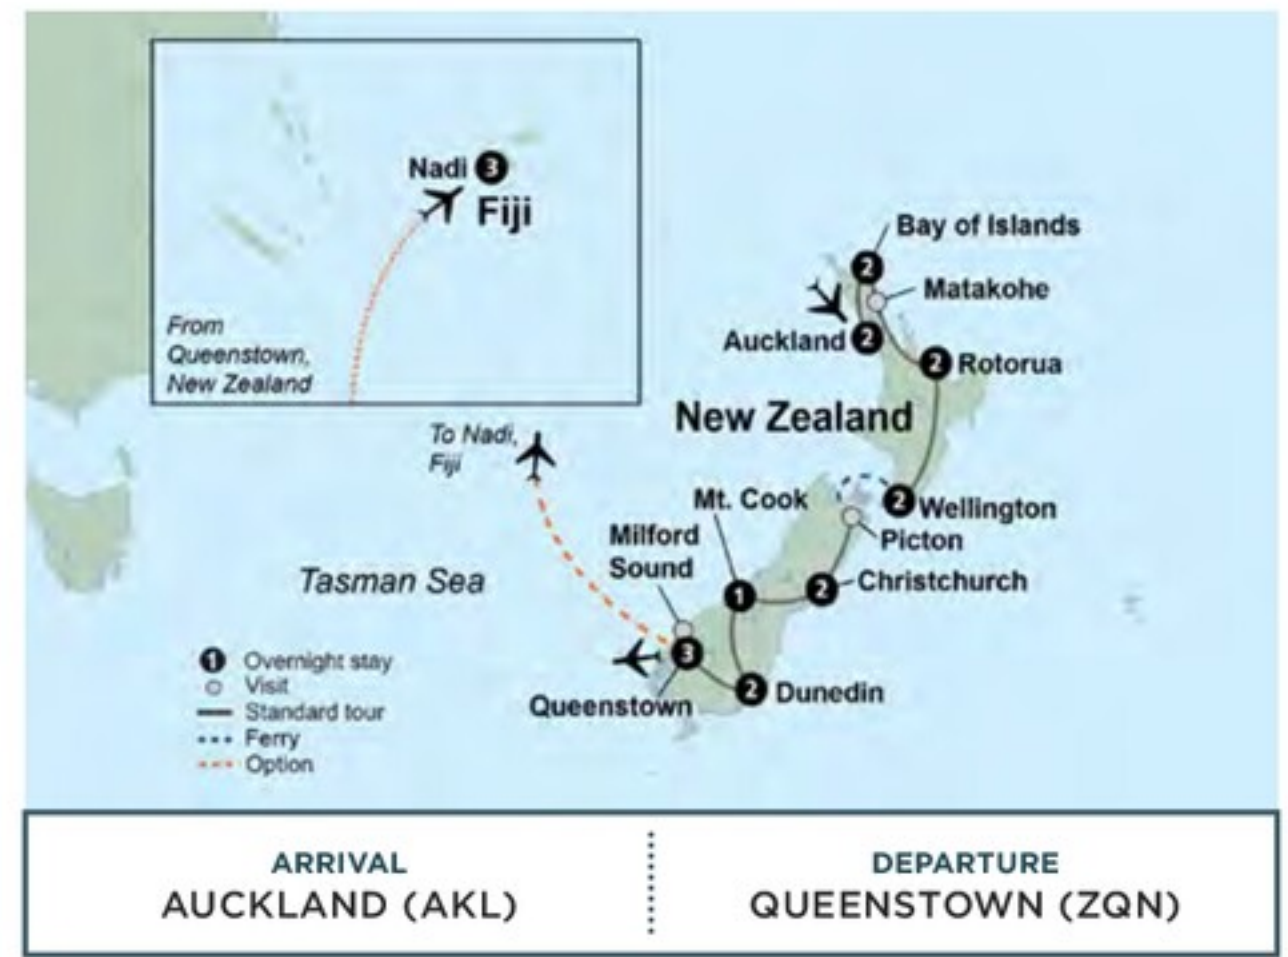 Nadi 3
Fiji
From
Queenstown,
New Zealand
To Nadi,
Fiji
Bay of Islands
2
Matakohe
Auckland 2
2 Rotorua
New Zealand
Mt. Cook
2 Wellington
Picton
Milford
Sound
1
2 Christchurch
Tasman Sea
3
Queenstown
2 Dunedin
1 Overnight stay
Visit
Standard tour
Ferry
Option
ARRIVAL
AUCKLAND (AKL)
DEPARTURE
QUEENSTOWN (ZQN)